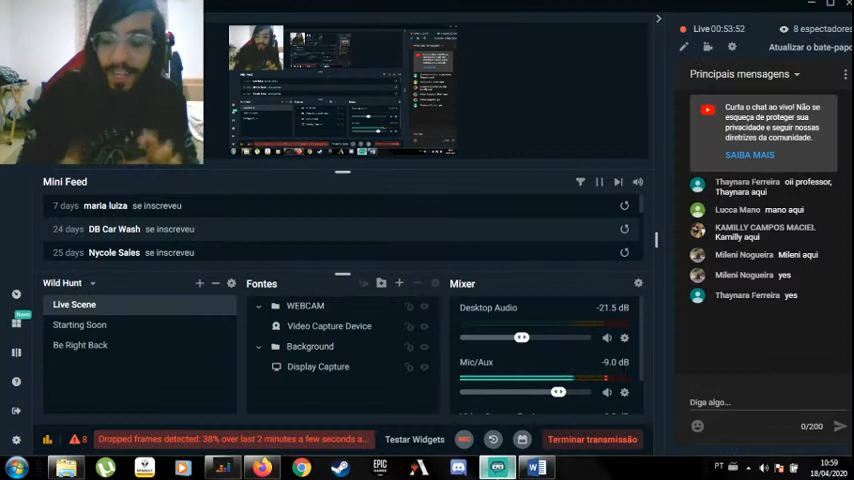 Live 00:53:52
8 espectadores
Atualizar o bate-papo
Principais mensagens
Curta o chat ao vivo! Não se
esqueça de proteger sua
privacidade e seguir nossas
diretrizes da comunidade.
SAIBA MAIS
Thaynara Ferreira oii professor,
Thaynara aqui
Lucca Mano mano aqui
KAMILLY CAMPOS MACIEL
Kamilly aqui
Mileni Nogueira Mileni aqui
Mileni Nogueira yes
Thaynara Ferreira yes
Diga algo...
0/200
Mini Feed
7 days maria luiza se inscreveu
24 days DB Car Wash se inscreveu
25 days Nycole Sales se inscreveu
Wild Hunt
Live Scene
Starting Soon
Be Right Back
Fontes
WEBCAM
Video Capture Device
Background
Display Capture
Mixer
Desktop Audio -21.5 dB
Mic/Aux -9.0 dB
Novo
8
Dropped frames detected: 38% over last 2 minutes a few seconds a...
Testar Widgets
REC
Terminar transmissão
EPIC
GAMES
PT
10:59
18/04/2020